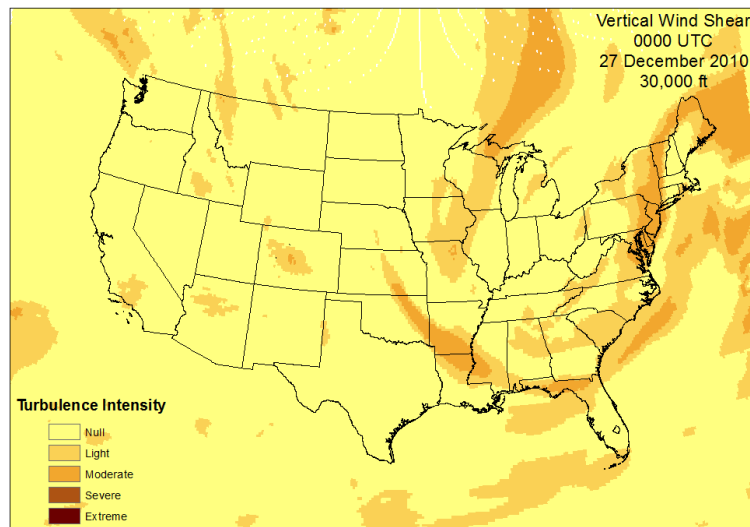 Vertical Wind Shear
0000 UTC
27 December 2010
30,000 ft
Turbulence Intensity
Null
Light
Moderate
Severe
Extreme